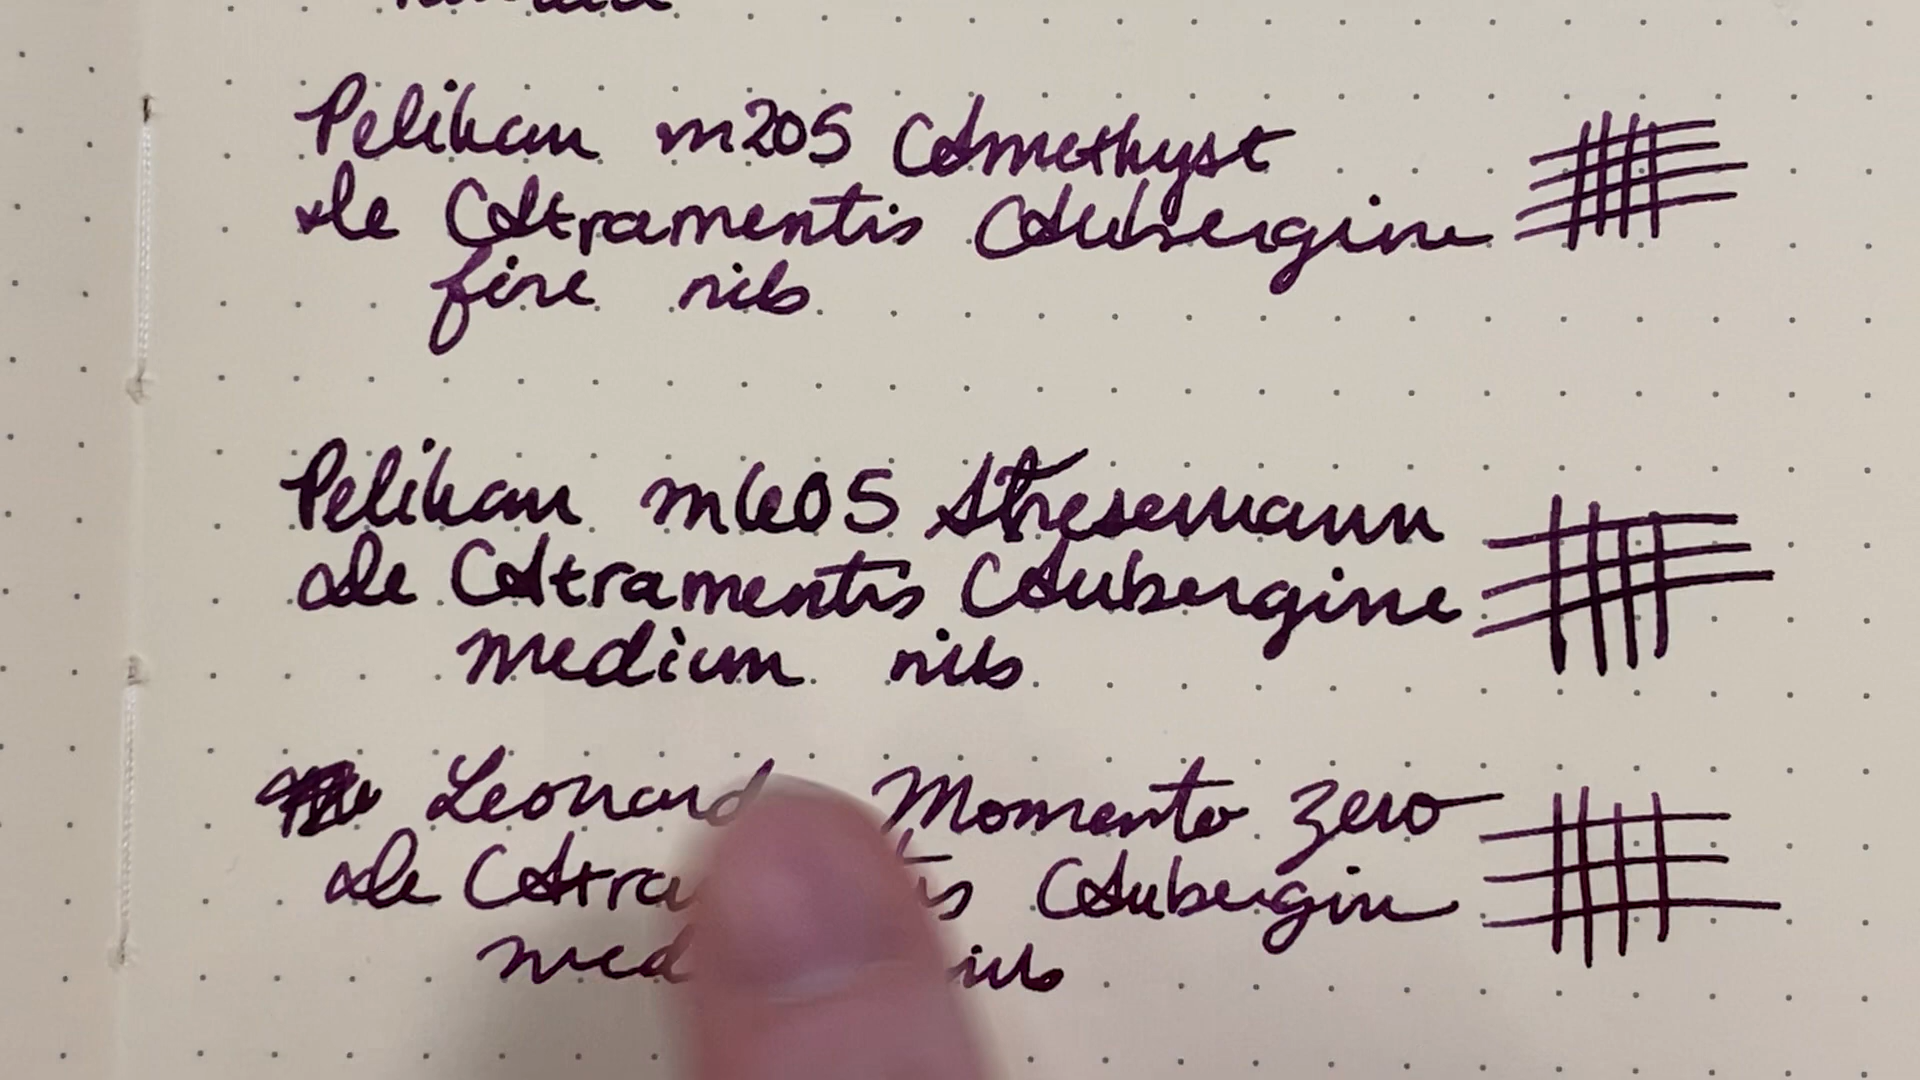 Pelikan m205 Amethyst
De Atramentis Aubergine
fine nib
Pelikan m605 Stresemann
De Atramentis Aubergine
medium nib
Leonard Momento Zero
De Aubergine
nib